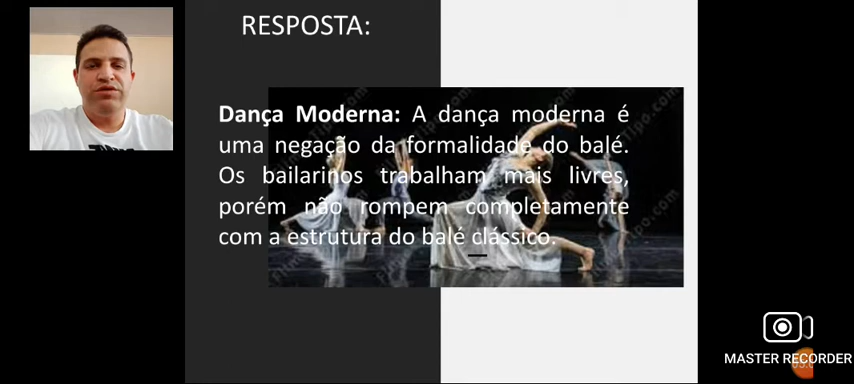 RESPOSTA:
Dança Moderna: A dança moderna é
uma negação da formalidade do balé.
Os bailarinos trabalham mais livres,
porém não rompem completamente
com a estrutura do balé clássico.
MASTER RECORDER